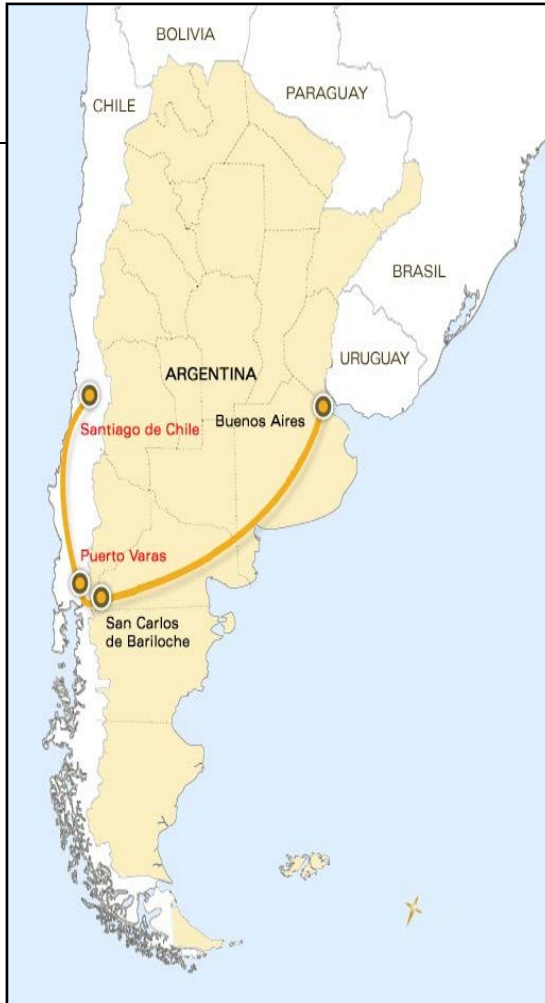 BOLIVIA
PARAGUAY
CHILE
BRASIL
URUGUAY
ARGENTINA
Buenos Aires
Santiago de Chile
Puerto Varas
San Carlos
de Bariloche